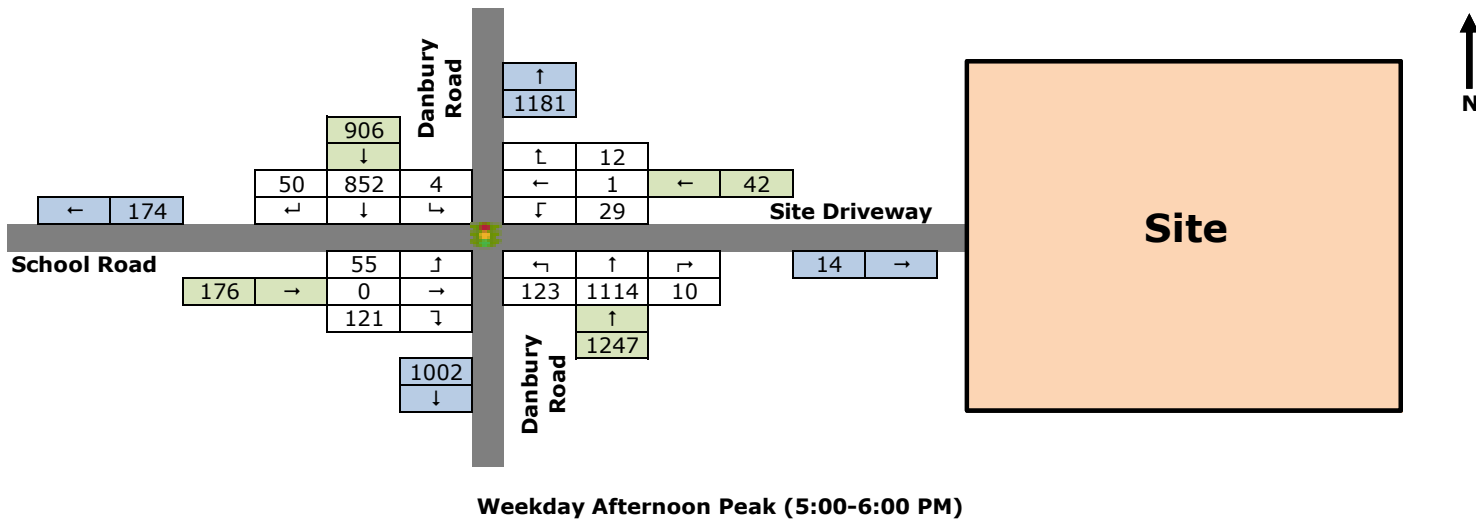 Danbury
Road
↑
1181
N
906
↓
↰ 12
50 852 4
← 1
← 42
← 174
↵ ↓ ↳
↲ 29
Site Driveway
Site
School Road
55 ↱
↰ ↑ ↱
14 →
176 →
0 →
123 1114 10
121 ↴
↑
1247
1002
↓
Danbury
Road
Weekday Afternoon Peak (5:00-6:00 PM)